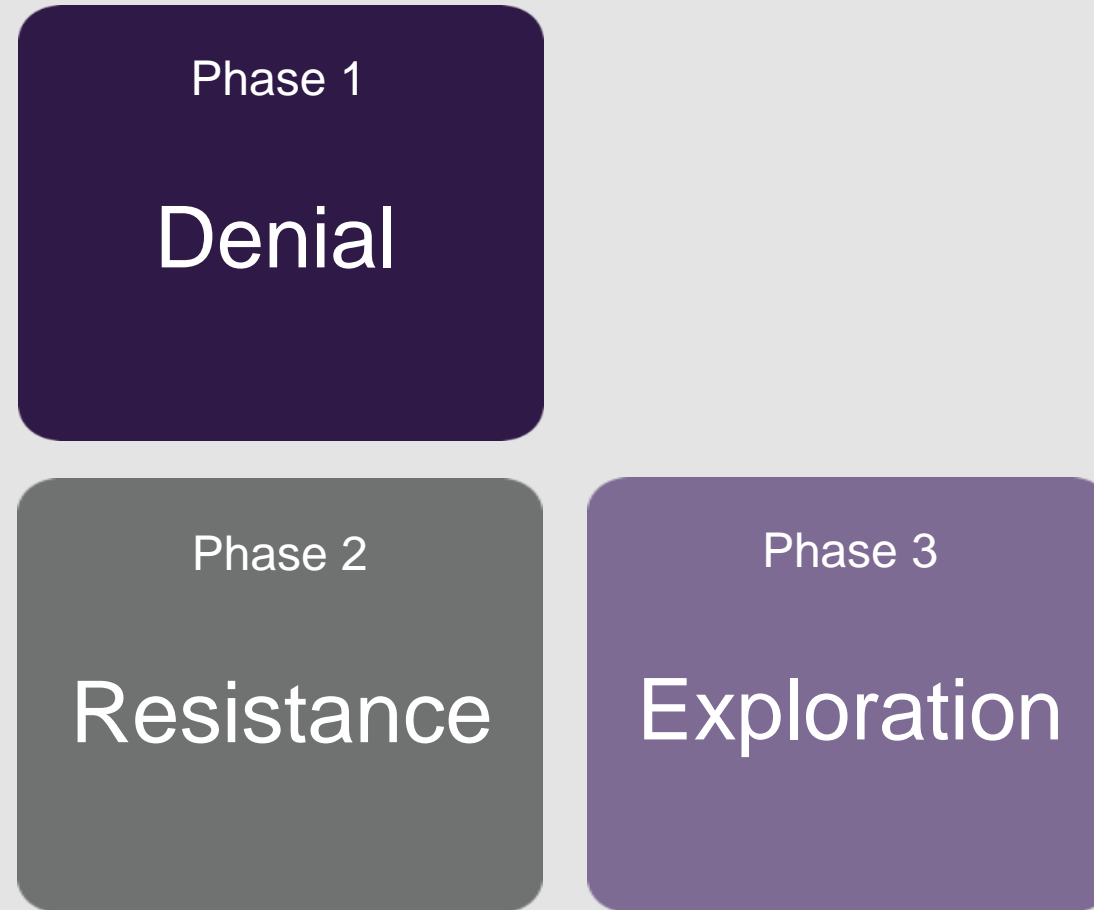 Phase 1
Denial
Phase 2
Resistance
Phase 3
Exploration